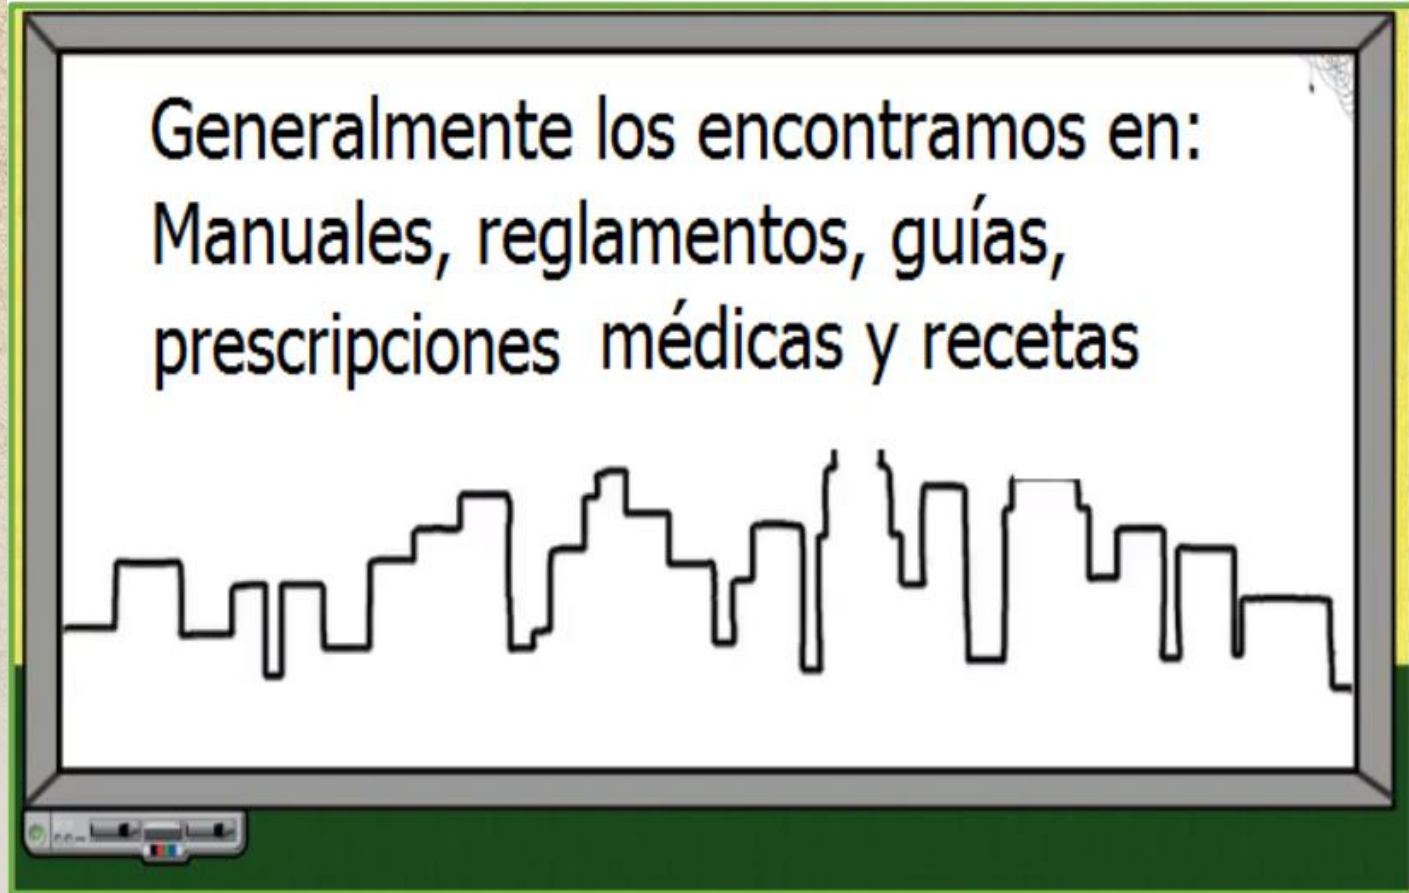 Generalmente los encontramos en:
Manuales, reglamentos, guías,
prescripciones médicas y recetas